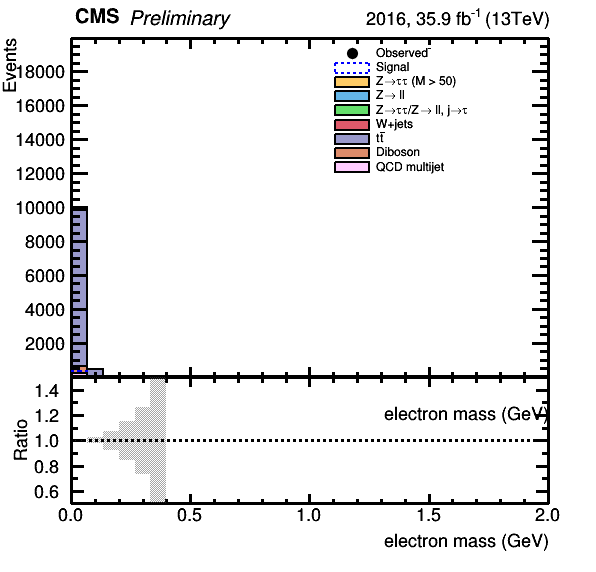 CMS Preliminary 2016, 35.9 fb⁻¹ (13TeV)
Events
18000
16000
14000
12000
10000
8000
6000
4000
2000
Observed
Signal
Z→ττ (M > 50)
Z→ ll
Z→ττ/Z→ ll, j→τ
W+jets
tt̄
Diboson
QCD multijet
Ratio
1.4
1.2
1.0
0.8
0.6
electron mass (GeV)
0.0 0.5 1.0 1.5 2.0
electron mass (GeV)